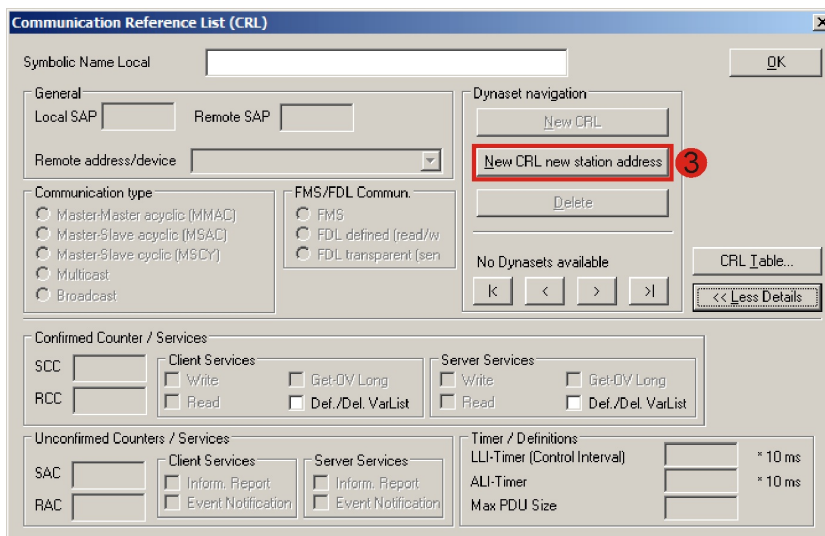 Communication Reference List (CRL)
Symbolic Name Local
OK
General
Local SAP
Remote SAP
Remote address/device
Dynaset navigation
New CRL
New CRL new station address
3
Delete
No Dynasets available
|<
<
>
>|
Communication type
Master-Master acyclic (MMAC)
Master-Slave acyclic (MSAC)
Master-Slave cyclic (MSCY)
Multicast
Broadcast
FMS/FDL Commun.
FMS
FDL defined (read/w
FDL transparent (sen
CRL Table...
<< Less Details
Confirmed Counter / Services
SCC
RCC
Client Services
Write
Get-OV Long
Read
Def./Del. VarList
Server Services
Write
Get-OV Long
Read
Def./Del. VarList
Unconfirmed Counters / Services
SAC
RAC
Client Services
Inform. Report
Event Notification
Server Services
Inform. Report
Event Notification
Timer / Definitions
LLI-Timer (Control Interval)
* 10 ms
ALI-Timer
* 10 ms
Max PDU Size